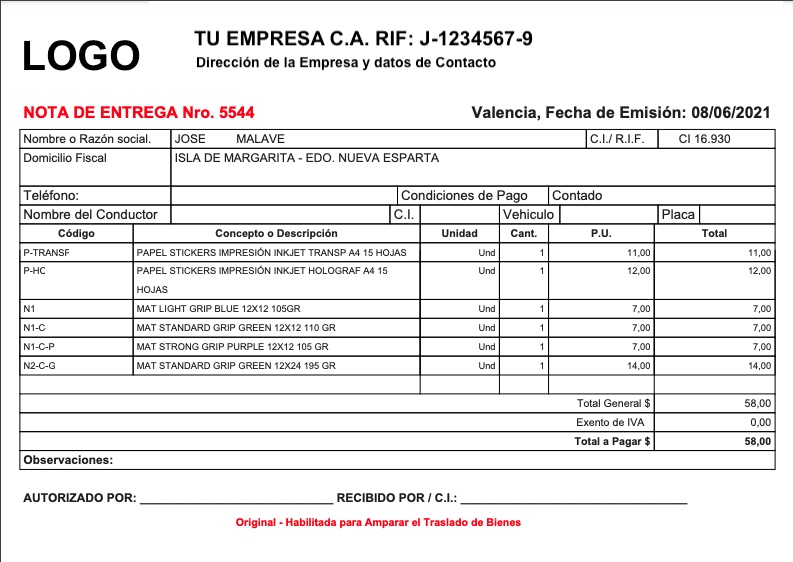 LOGO
TU EMPRESA C.A. RIF: J-1234567-9
Dirección de la Empresa y datos de Contacto
NOTA DE ENTREGA Nro. 5544 Valencia, Fecha de Emisión: 08/06/2021
Nombre o Razón social. JOSE MALAVE C.I./ R.I.F. CI 16.930
Domicilio Fiscal ISLA DE MARGARITA - EDO. NUEVA ESPARTA
Teléfono: Condiciones de Pago Contado
Nombre del Conductor C.I. Vehiculo Placa
Código Concepto o Descripción Unidad Cant. P.U. Total
P-TRANSF PAPEL STICKERS IMPRESIÓN INKJET TRANSP A4 15 HOJAS Und 1 11,00 11,00
P-HC PAPEL STICKERS IMPRESIÓN INKJET HOLOGRAF A4 15 Und 1 12,00 12,00
HOJAS
N1 MAT LIGHT GRIP BLUE 12X12 105GR Und 1 7,00 7,00
N1-C MAT STANDARD GRIP GREEN 12X12 110 GR Und 1 7,00 7,00
N1-C-P MAT STRONG GRIP PURPLE 12X12 105 GR Und 1 7,00 7,00
N2-C-G MAT STANDARD GRIP GREEN 12X24 195 GR Und 1 14,00 14,00
Total General $ 58,00
Exento de IVA 0,00
Total a Pagar $ 58,00
Observaciones:
AUTORIZADO POR: ______________________________ RECIBIDO POR / C.I.: ___________________________________
Original - Habilitada para Amparar el Traslado de Bienes